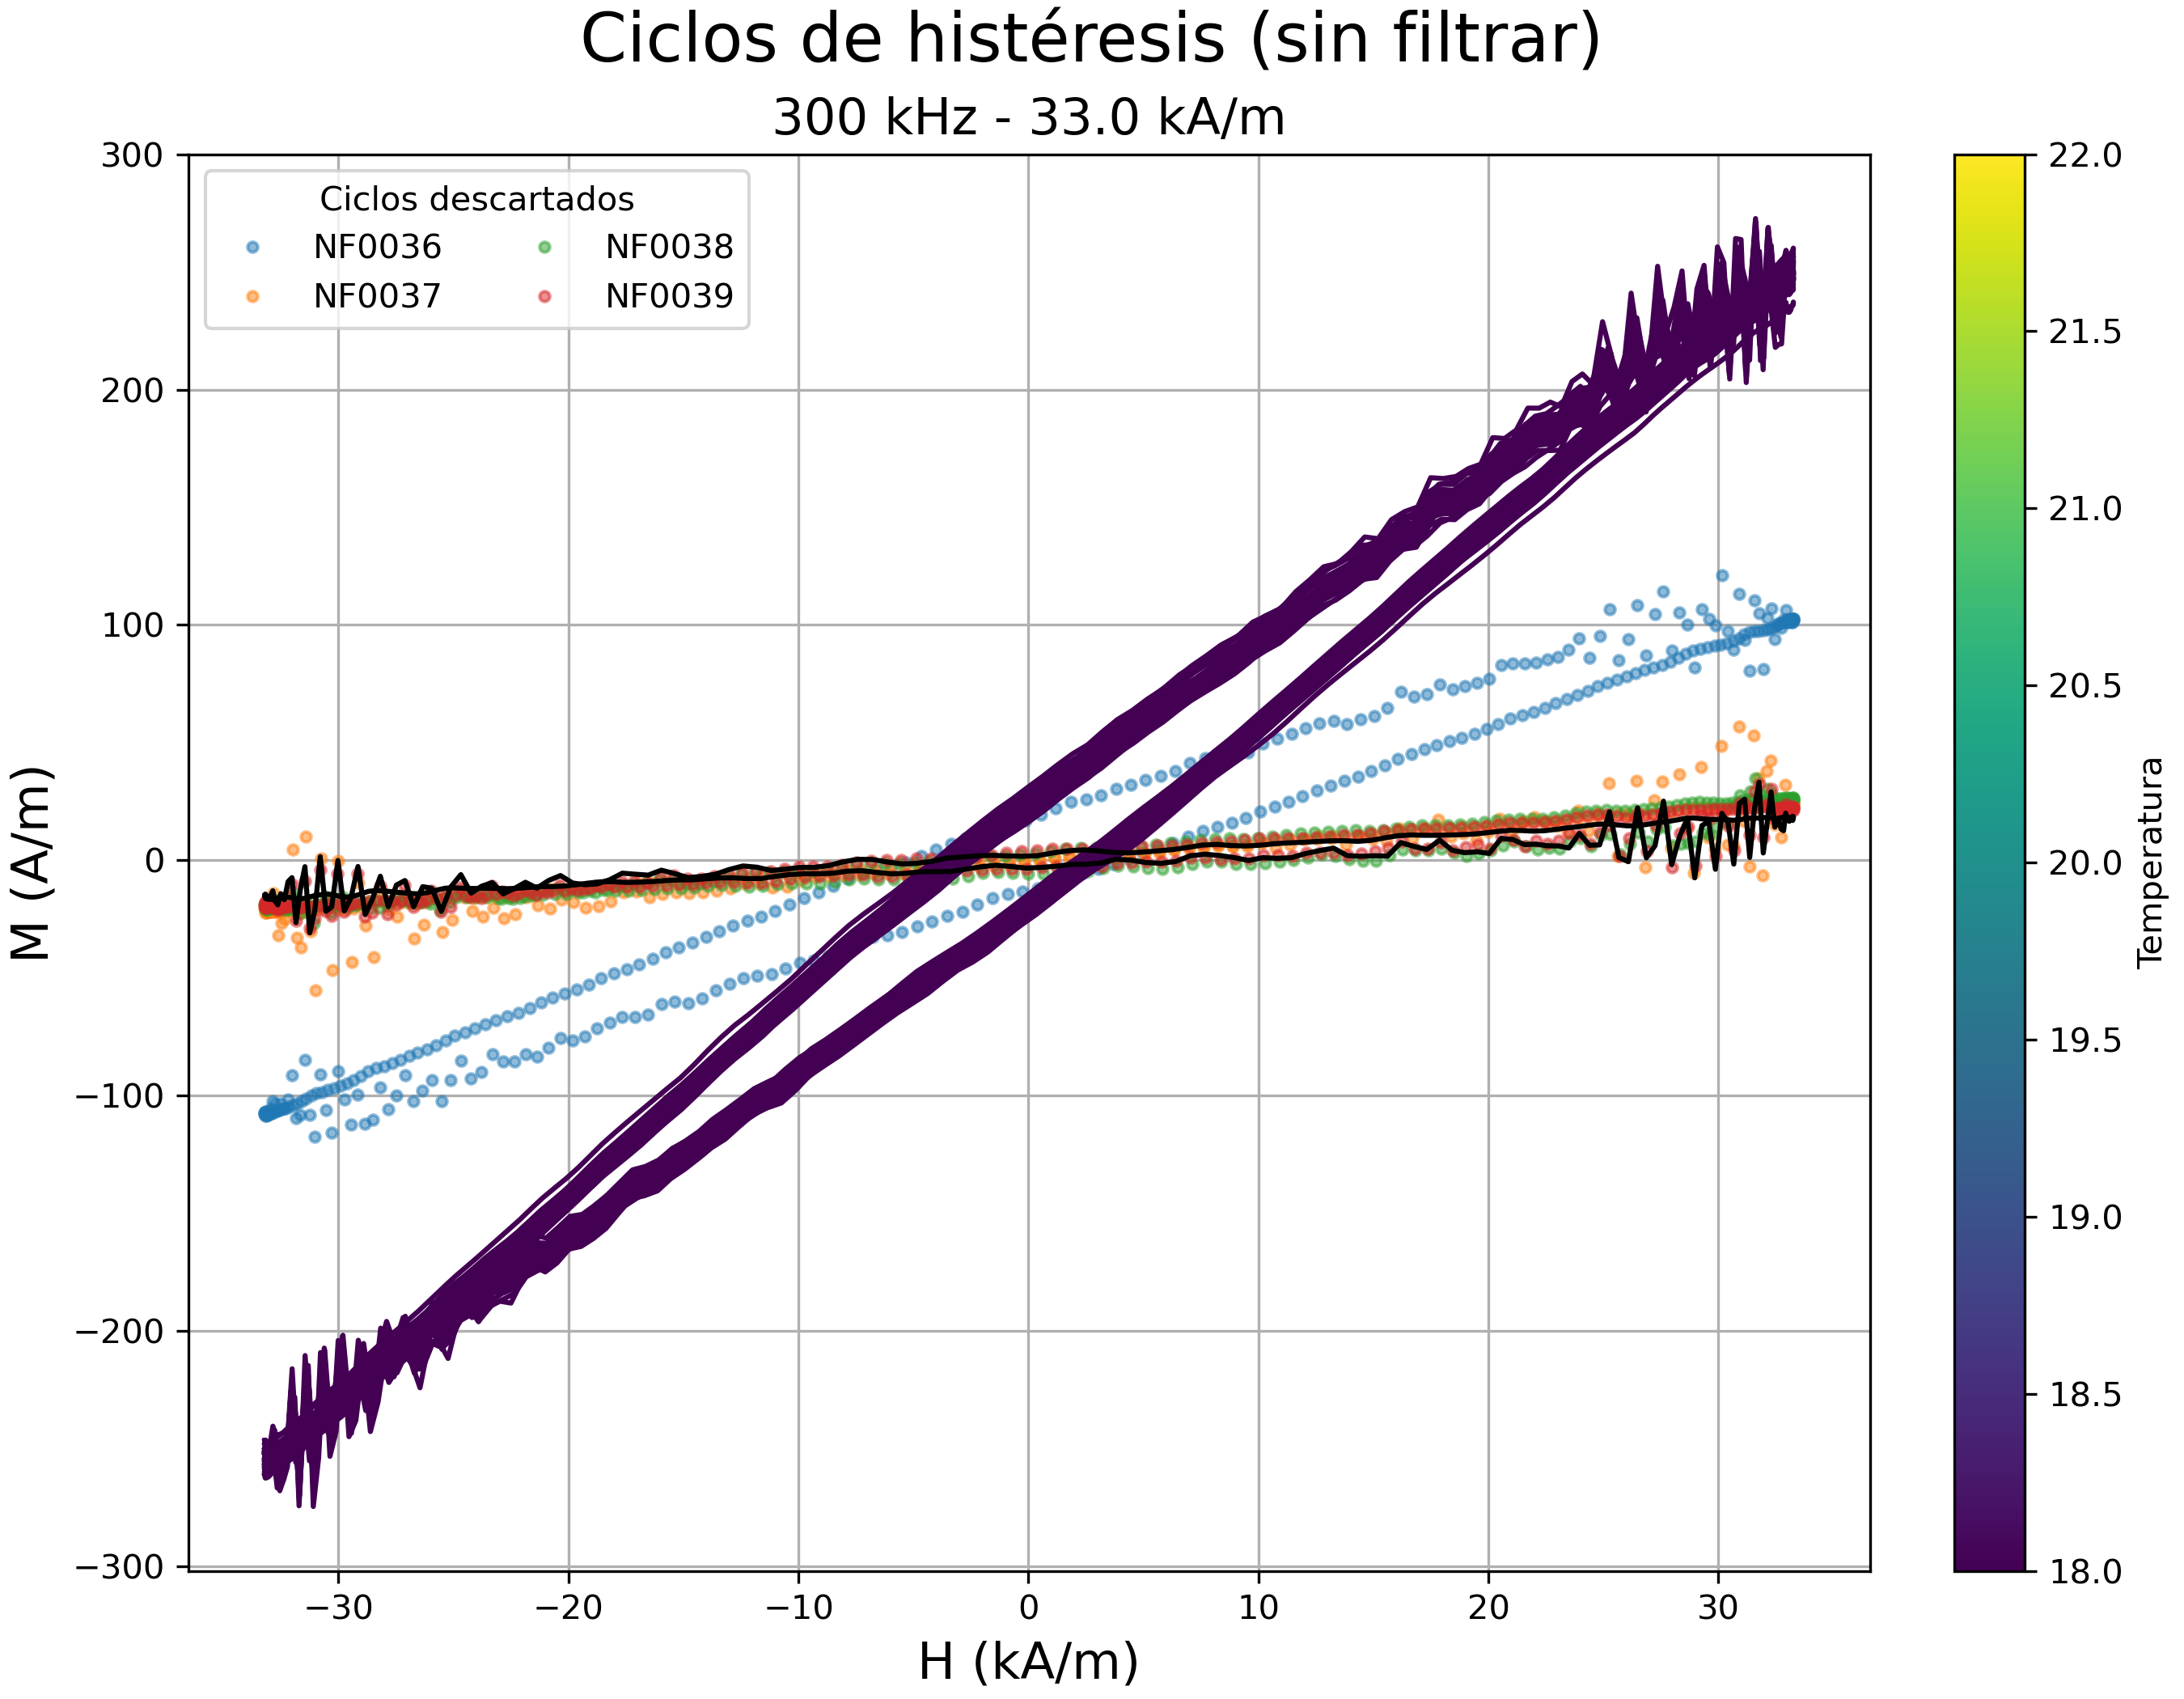 Ciclos de histéresis (sin filtrar)
300 kHz - 33.0 kA/m
Ciclos descartados
NF0036 NF0038
NF0037 NF0039
300
200
100
0
−100
−200
−300
M (A/m)
−30 −20 −10 0 10 20 30
H (kA/m)
22.0
21.5
21.0
20.5
20.0
19.5
19.0
18.5
18.0
Temperatura